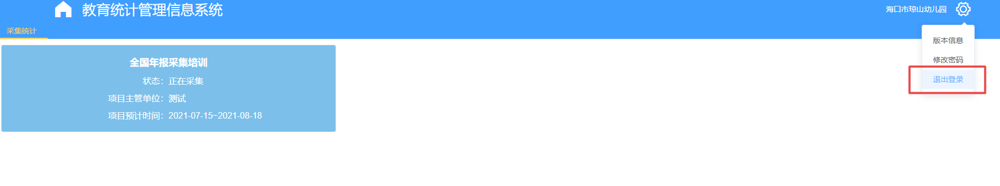 教育统计管理信息系统
海口市琼山幼儿园
采集统计
版本信息
修改密码
退出登录
全国年报采集培训
状态：正在采集
项目主管单位：测试
项目预计时间：2021-07-15~2021-08-18